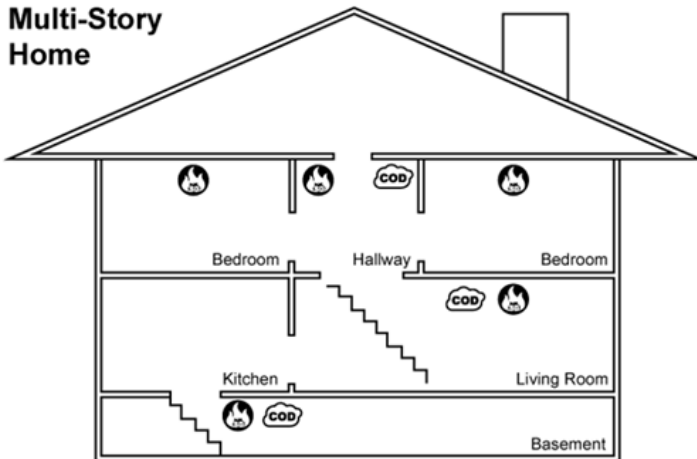 Multi-Story
Home
COD
Bedroom
Hallway
Bedroom
COD
Kitchen
Living Room
COD
Basement